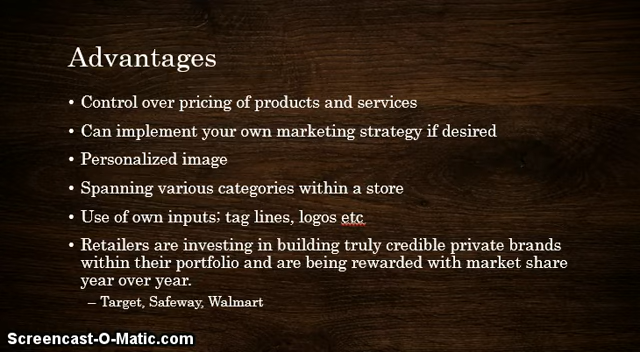 Advantages
• Control over pricing of products and services
• Can implement your own marketing strategy if desired
• Personalized image
• Spanning various categories within a store
• Use of own inputs; tag lines, logos etc
• Retailers are investing in building truly credible private brands
within their portfolio and are being rewarded with market share
year over year.
– Target, Safeway, Walmart
Screencast-O-Matic.com